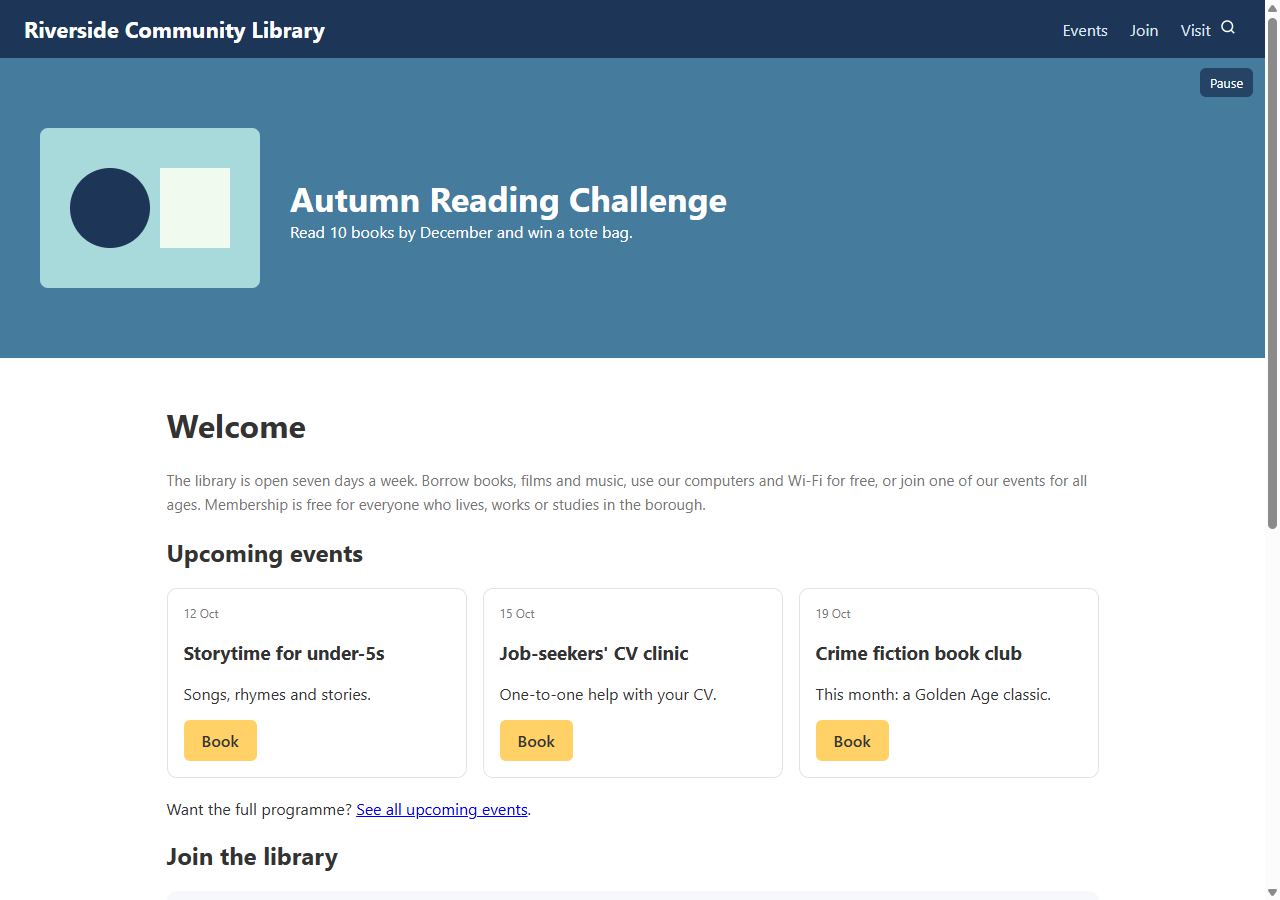 Riverside Community Library
Events Join Visit
Pause
Autumn Reading Challenge
Read 10 books by December and win a tote bag.
Welcome
The library is open seven days a week. Borrow books, films and music, use our computers and Wi-Fi for free, or join one of our events for all
ages. Membership is free for everyone who lives, works or studies in the borough.
Upcoming events
12 Oct
Storytime for under-5s
Songs, rhymes and stories.
Book
15 Oct
Job-seekers' CV clinic
One-to-one help with your CV.
Book
19 Oct
Crime fiction book club
This month: a Golden Age classic.
Book
Want the full programme? See all upcoming events.
Join the library